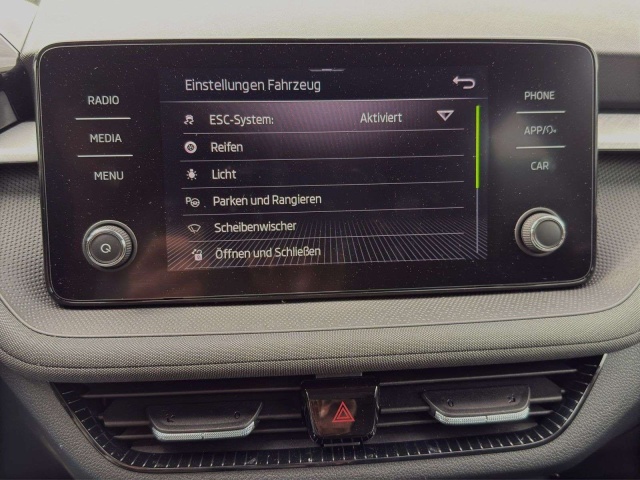 Einstellungen Fahrzeug
RADIO
MEDIA
MENU
ESC-System: Aktiviert
Reifen
Licht
Parken und Rangieren
Scheibenwischer
Öffnen und Schließen
PHONE
APP/
CAR